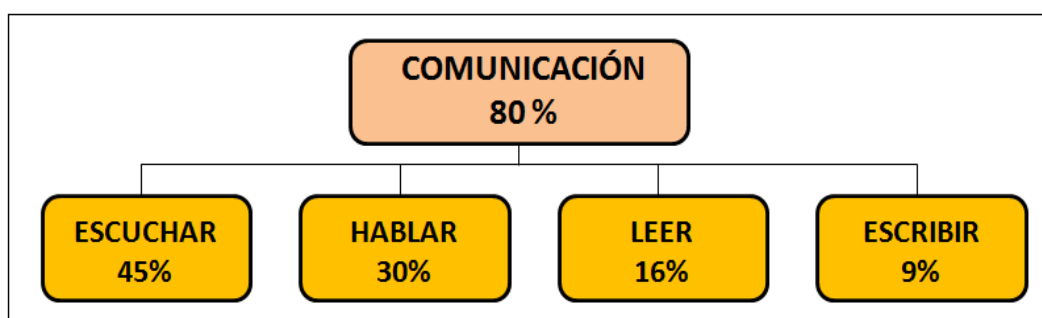 COMUNICACIÓN
80 %
ESCUCHAR
45%
HABLAR
30%
LEER
16%
ESCRIBIR
9%